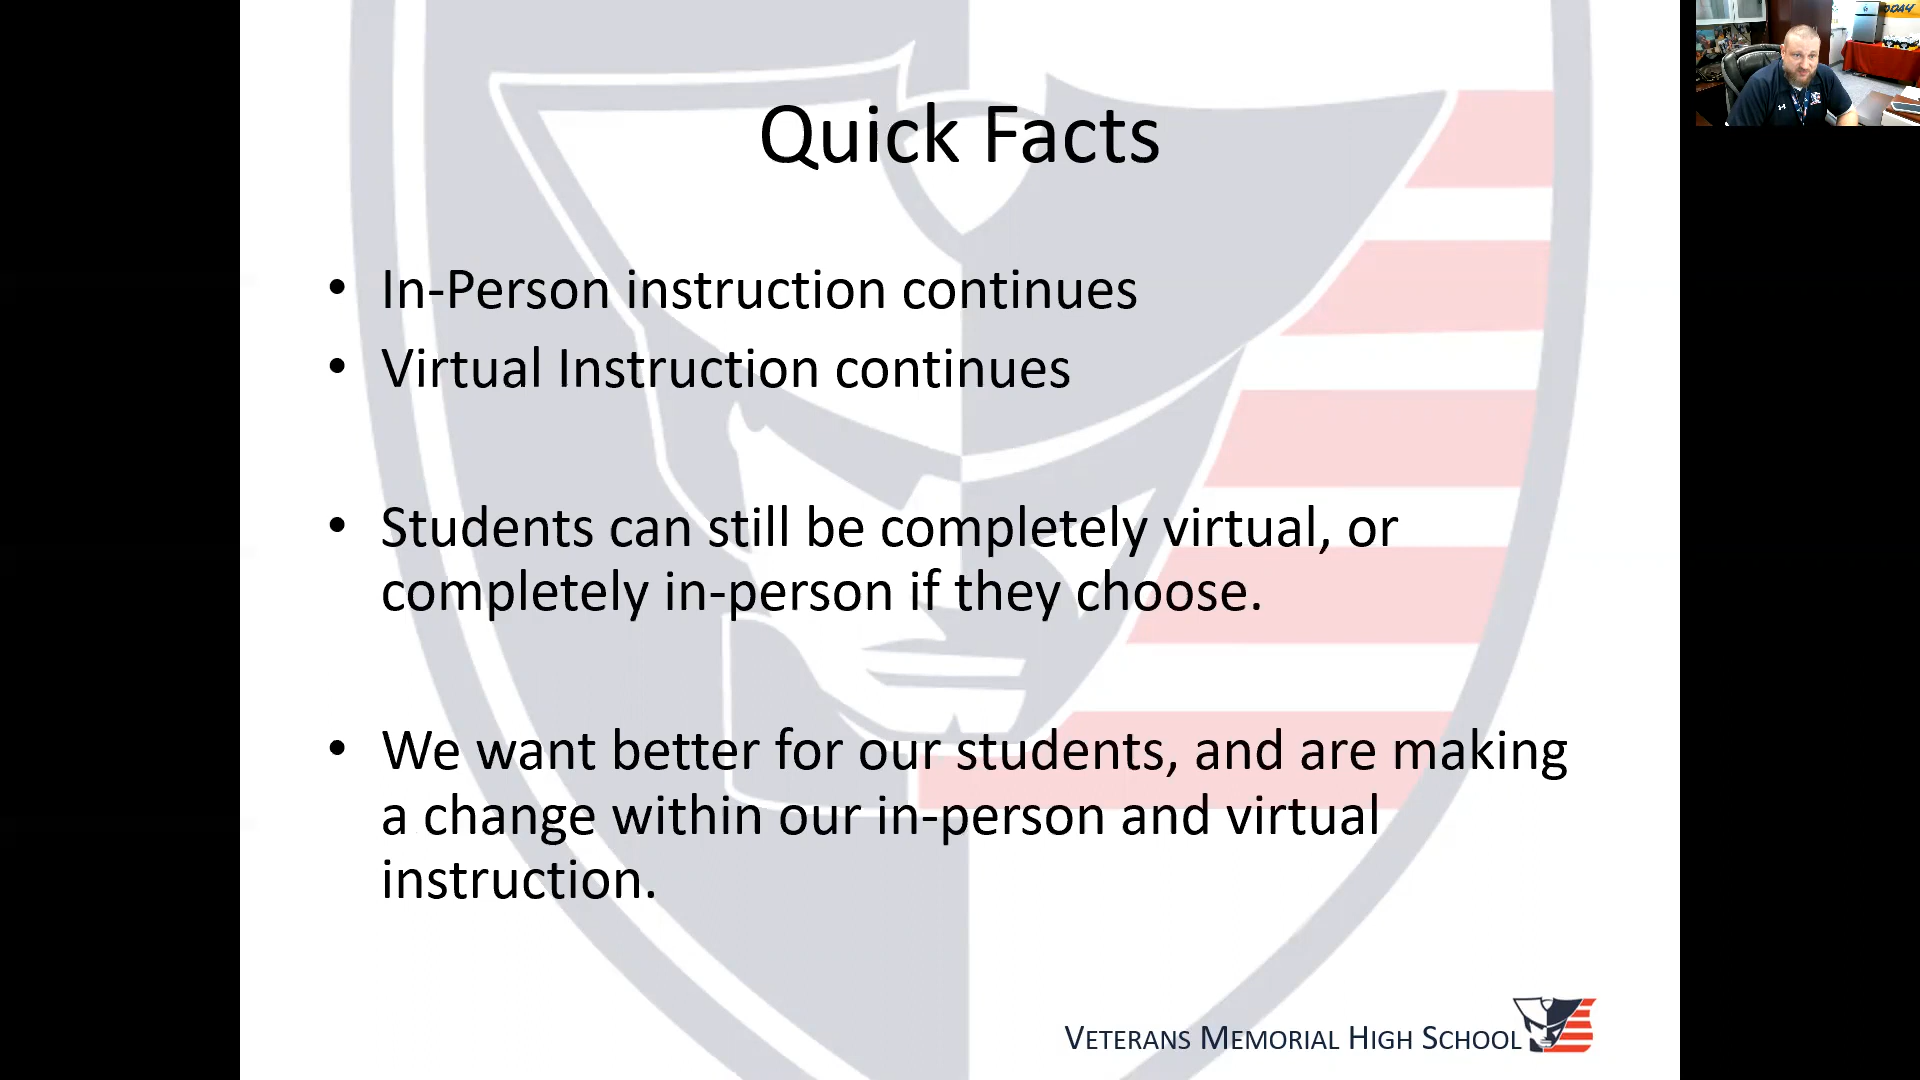 Quick Facts
• In-Person instruction continues
• Virtual Instruction continues
• Students can still be completely virtual, or
completely in-person if they choose.
• We want better for our students, and are making
a change within our in-person and virtual
instruction.
VETERANS MEMORIAL HIGH SCHOOL